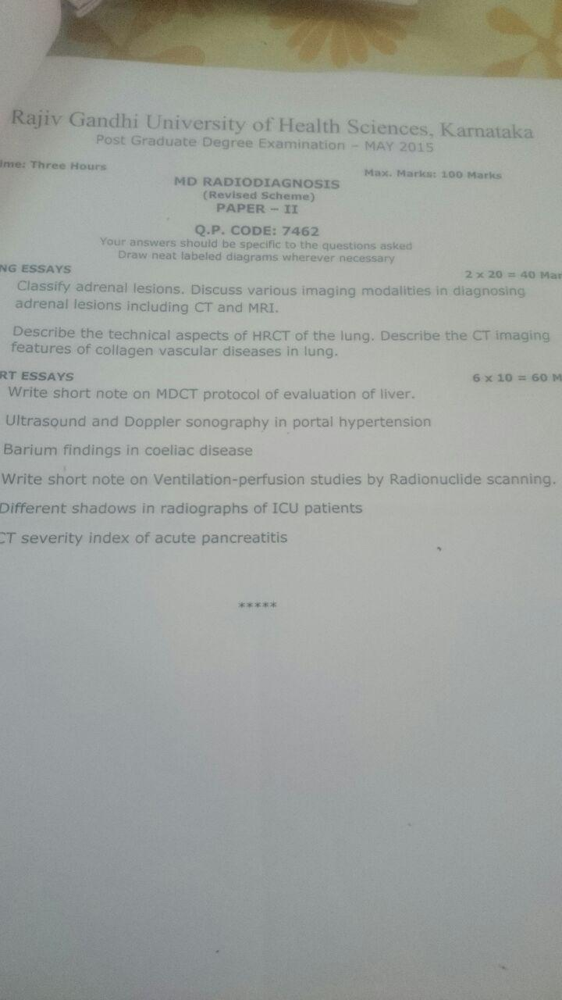 Rajiv Gandhi University of Health Sciences, Karnataka
Post Graduate Degree Examination – MAY 2015
ime: Three Hours
Max. Marks: 100 Marks
MD RADIODIAGNOSIS
(Revised Scheme)
PAPER – II
Q.P. CODE: 7462
Your answers should be specific to the questions asked
Draw neat labeled diagrams wherever necessary
NG ESSAYS
2 x 20 = 40 Mar
Classify adrenal lesions. Discuss various imaging modalities in diagnosing
adrenal lesions including CT and MRI.
Describe the technical aspects of HRCT of the lung. Describe the CT imaging
features of collagen vascular diseases in lung.
RT ESSAYS
6 x 10 = 60 M
Write short note on MDCT protocol of evaluation of liver.
Ultrasound and Doppler sonography in portal hypertension
Barium findings in coeliac disease
Write short note on Ventilation-perfusion studies by Radionuclide scanning.
Different shadows in radiographs of ICU patients
CT severity index of acute pancreatitis
*****